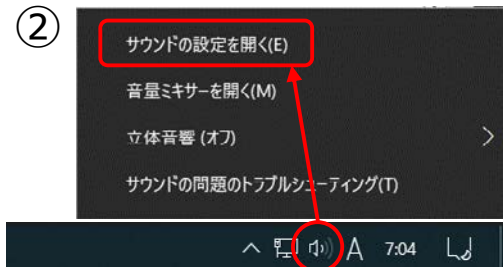 ②
サウンドの設定を開く(E)
音量ミキサーを開く(M)
立体音響 (オフ)
サウンドの問題のトラブルシューティング(T)
A 7:04